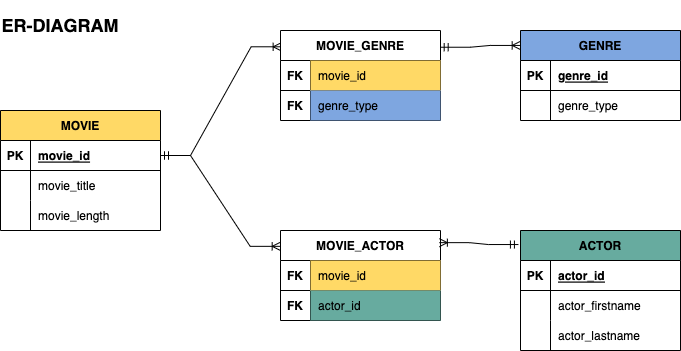 ER-DIAGRAM
MOVIE
PK movie_id
movie_title
movie_length
MOVIE_GENRE
FK movie_id
FK genre_type
GENRE
PK genre_id
genre_type
MOVIE_ACTOR
FK movie_id
FK actor_id
ACTOR
PK actor_id
actor_firstname
actor_lastname